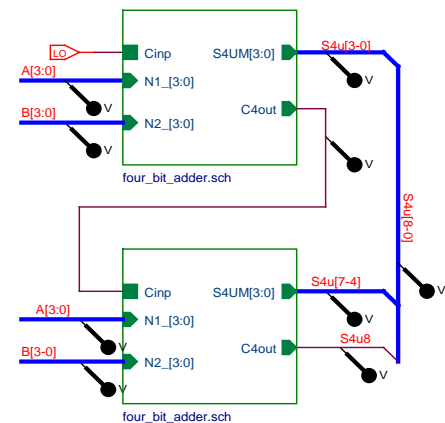 S4u[3-0]
LO
Cinp
S4UM[3:0]
A[3:0]
N1_[3:0]
V
V
B[3:0]
N2_[3:0]
C4out
V
V
four_bit_adder.sch
S4u[8-0]
Cinp
S4UM[3:0]
S4u[7-4]
V
A[3:0]
N1_[3:0]
V
V
B[3-0]
N2_[3:0]
C4out
S4u8
V
V
four_bit_adder.sch